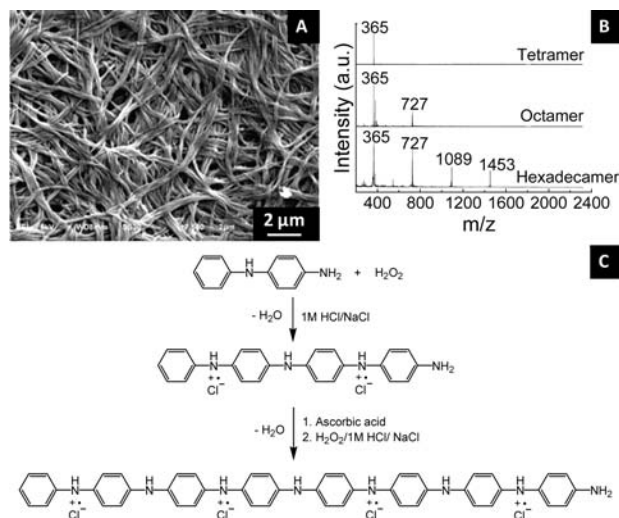 A
2 μm
B
Intensity (a.u.)
365
Tetramer
365
727
Octamer
365
727
1089
1453
Hexadecamer
400 800 1200 1600 2000 2400
m/z
C
H
N
NH₂ + H₂O₂
- H₂O 1M HCl/NaCl
H H H
N N N NH₂
+• +•
Cl⁻ Cl⁻
- H₂O 1. Ascorbic acid
2. H₂O₂/1M HCl/ NaCl
H H H H H H H
N N N N N N N NH₂
+• +• +• +•
Cl⁻ Cl⁻ Cl⁻ Cl⁻